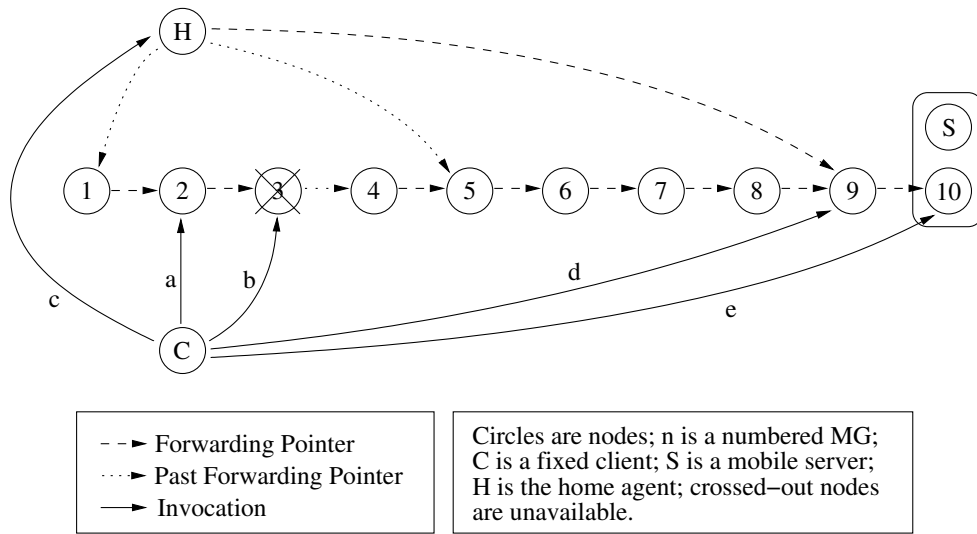 H
S
1 2 3 4 5 6 7 8 9 10
a b d
c e
C
Forwarding Pointer
Past Forwarding Pointer
Invocation
Circles are nodes; n is a numbered MG;
C is a fixed client; S is a mobile server;
H is the home agent; crossed−out nodes
are unavailable.